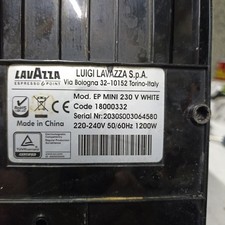 LAVAZZA
ESPRESSO POINT
LUIGI LAVAZZA S.p.A.
Via Bologna 32-10152 Torino-Italy
Made in China
Mod. EP MINI 230 V WHITE
Code 18000332
Serial Nr:2030S003064580
220-240V 50/60Hz 1200W